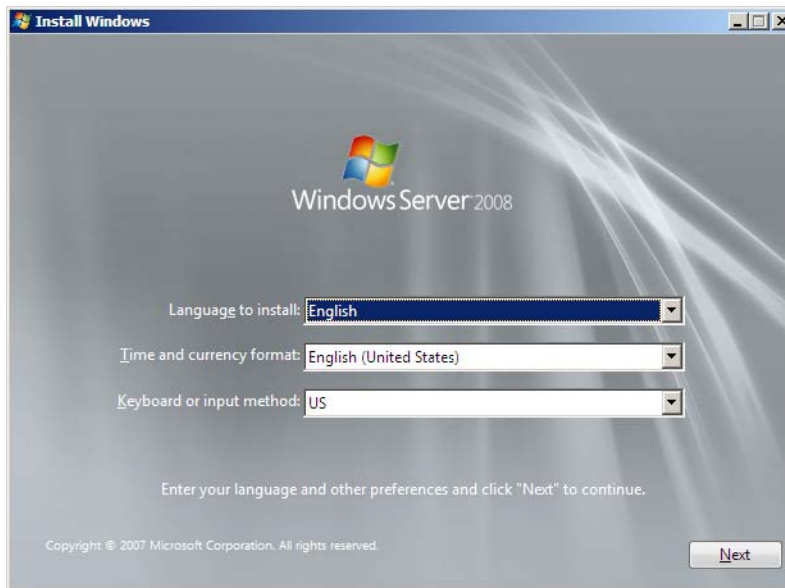 Install Windows
Windows Server 2008
Language to install: English
Time and currency format: English (United States)
Keyboard or input method: US
Enter your language and other preferences and click "Next" to continue.
Copyright © 2007 Microsoft Corporation. All rights reserved.
Next